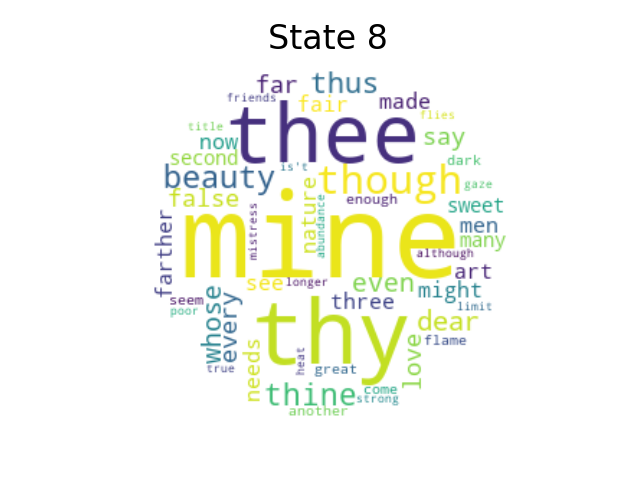 State 8
far thus
friends fair made
title thee flies
now say
second is't dark
beauty though gaze
false nature enough sweet
mine men
farther mistress abundance many
although
see longer even art
seem whose every three might
poor thy limit
dear
true needs heat great love flame
thine come
strong
another